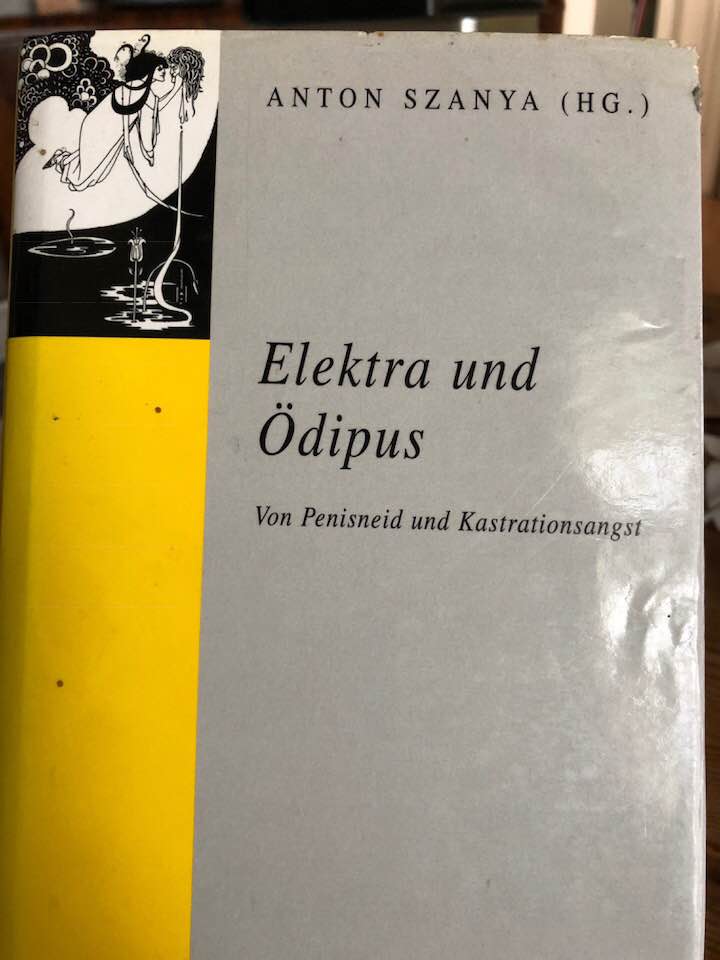 ANTON SZANYA (HG.)
Elektra und
Ödipus
Von Penisneid und Kastrationsangst